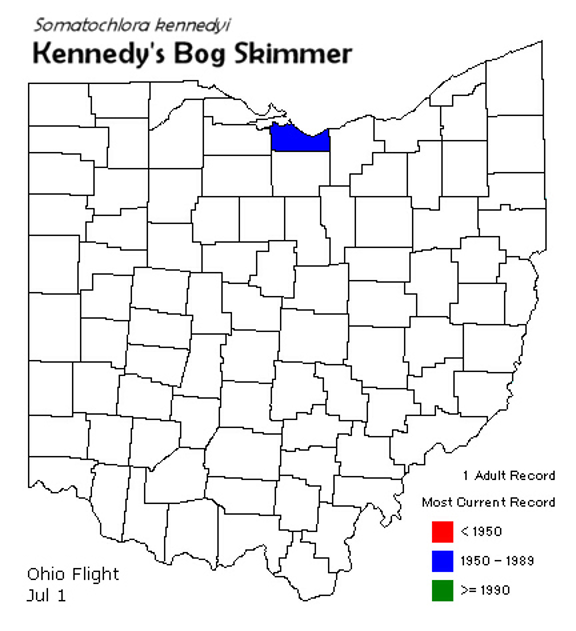 Somatochlora kennedyi
Kennedy's Bog Skimmer
1 Adult Record
Most Current Record
< 1950
1950 – 1989
>= 1990
Ohio Flight
Jul 1